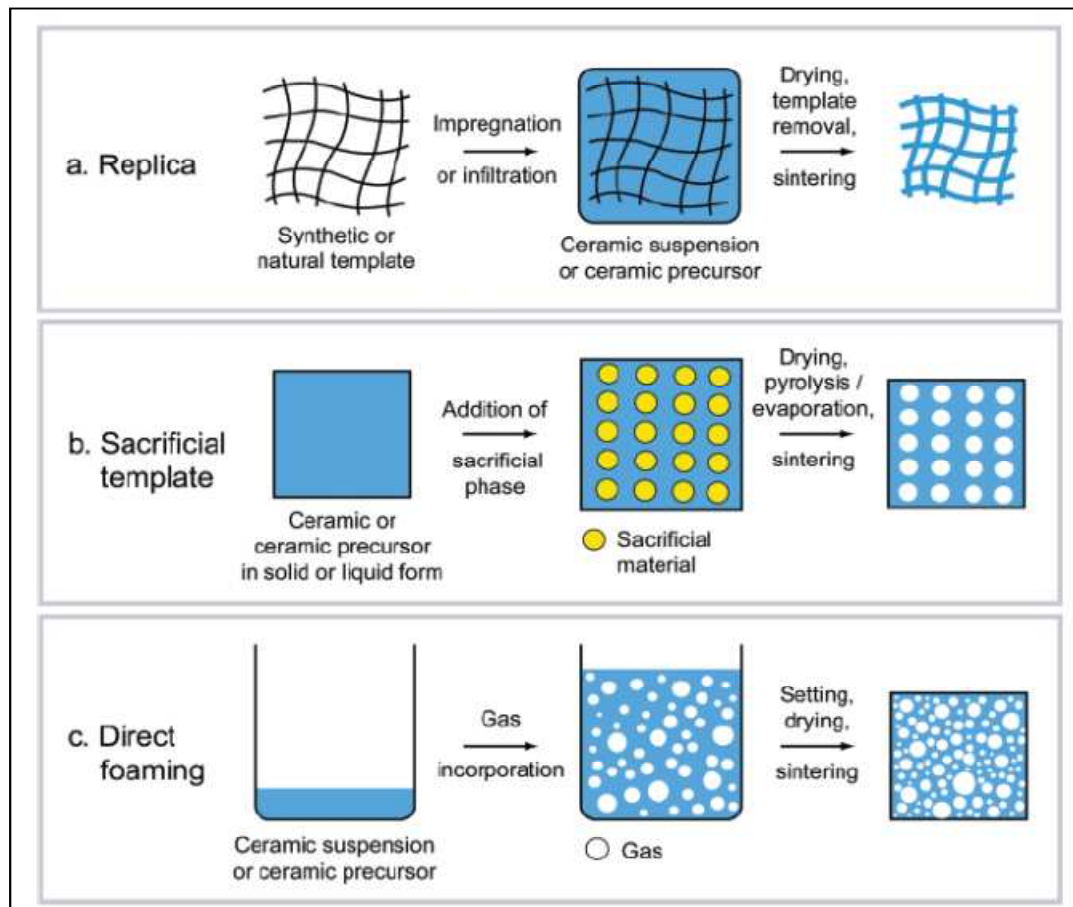 a. Replica
Synthetic or
natural template
Impregnation
or infiltration
Ceramic suspension
or ceramic precursor
Drying,
template
removal,
sintering
b. Sacrificial
template
Ceramic or
ceramic precursor
in solid or liquid form
Addition of
sacrificial
phase
Sacrificial
material
Drying,
pyrolysis /
evaporation,
sintering
c. Direct
foaming
Ceramic suspension
or ceramic precursor
Gas
incorporation
Gas
Setting,
drying,
sintering